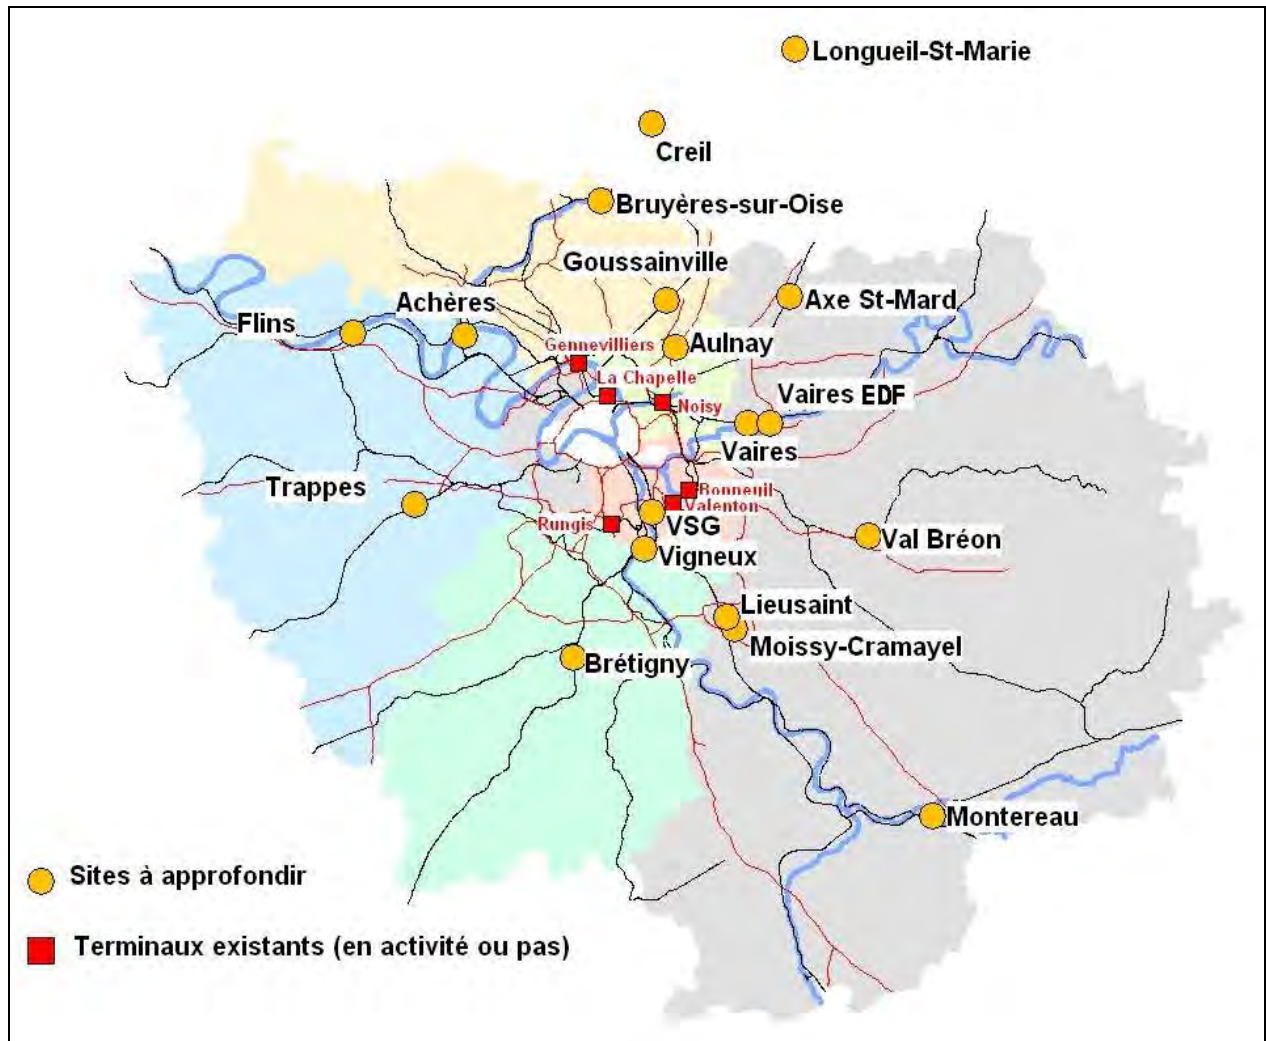 Longueil-St-Marie
Creil
Bruyères-sur-Oise
Goussainville
Achères
Axe St-Mard
Flins
Gennevilliers
Aulnay
La Chapelle
Vaires EDF
Noisy
Vaires
Trappes
Bonneuil
Valenton
Rungis
VSG
Val Bréon
Vigneux
Lieusaint
Moissy-Cramayel
Brétigny
Montereau
Sites à approfondir
Terminaux existants (en activité ou pas)